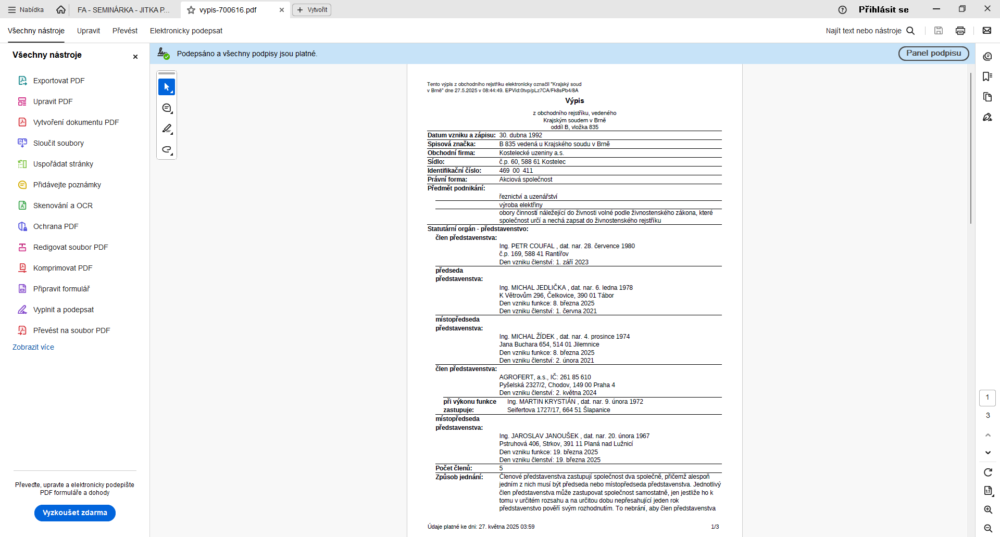 Nabídka
FA - SEMINÁRKA - JITKA P...
vypis-700616.pdf
Vytvořit
Přihlásit se
Všechny nástroje
Upravit
Převést
Elektronicky podepsat
Najít text nebo nástroje
Všechny nástroje
Exportovat PDF
Upravit PDF
Vytvoření dokumentu PDF
Sloučit soubory
Uspořádat stránky
Přidávejte poznámky
Skenování a OCR
Ochrana PDF
Redigovat soubor PDF
Komprimovat PDF
Připravit formulář
Vyplnit a podepsat
Převést na soubor PDF
Zobrazit více
Převeďte, upravte a elektronicky podepište
PDF formuláře a dohody
Vyzkoušet zdarma
Podepsáno a všechny podpisy jsou platné.
Panel podpisu
Tento výpis z obchodního rejstříku elektronicky označil "Krajský soud
v Brně" dne 27.5.2025 v 08:44:49. EPVid:0tvp/pLz7CA/Fk8sPb4/8A
Výpis
z obchodního rejstříku, vedeného
Krajským soudem v Brně
oddíl B, vložka 835
Datum vzniku a zápisu: 30. dubna 1992
Spisová značka: B 835 vedená u Krajského soudu v Brně
Obchodní firma: Kostelecké uzeniny a.s.
Sídlo: č.p. 60, 588 61 Kostelec
Identifikační číslo: 469 00 411
Právní forma: Akciová společnost
Předmět podnikání:
řeznictví a uzenářství
výroba elektřiny
obory činností náležející do živnosti volné podle živnostenského zákona, které
společnost určí a nechá zapsat do živnostenského rejstříku
Statutární orgán - představenstvo:
člen představenstva:
Ing. PETR COUFAL , dat. nar. 28. července 1980
č.p. 169, 588 41 Rantířov
Den vzniku členství: 1. září 2023
předseda
představenstva:
Ing. MICHAL JEDLIČKA , dat. nar. 6. ledna 1978
K Větrovům 296, Čelkovice, 390 01 Tábor
Den vzniku funkce: 8. března 2025
Den vzniku členství: 1. června 2021
místopředseda
představenstva:
Ing. MICHAL ŽÍDEK , dat. nar. 4. prosince 1974
Jana Buchara 654, 514 01 Jilemnice
Den vzniku funkce: 8. března 2025
Den vzniku členství: 2. února 2021
člen představenstva:
AGROFERT, a.s., IČ: 261 85 610
Pyšelská 2327/2, Chodov, 149 00 Praha 4
Den vzniku členství: 2. května 2024
při výkonu funkce Ing. MARTIN KRYSTIÁN , dat. nar. 9. února 1972
zastupuje: Seifertova 1727/17, 664 51 Šlapanice
místopředseda
představenstva:
Ing. JAROSLAV JANOUŠEK , dat. nar. 20. února 1967
Pstruhová 406, Strkov, 391 11 Planá nad Lužnicí
Den vzniku funkce: 19. března 2025
Den vzniku členství: 19. března 2025
Počet členů: 5
Způsob jednání: Členové představenstva zastupují společnost dva společně, přičemž alespoň
jedním z nich musí být předseda nebo místopředseda představenstva. Jednotlivý
člen představenstva může zastupovat společnost samostatně, jen jestliže ho k
tomu v určitém rozsahu a na určitou dobu nepřesahující jeden rok
představenstvo pověří svým rozhodnutím. To nebrání, aby člen představenstva
Údaje platné ke dni: 27. května 2025 03:59 1/3
1
3
1:1